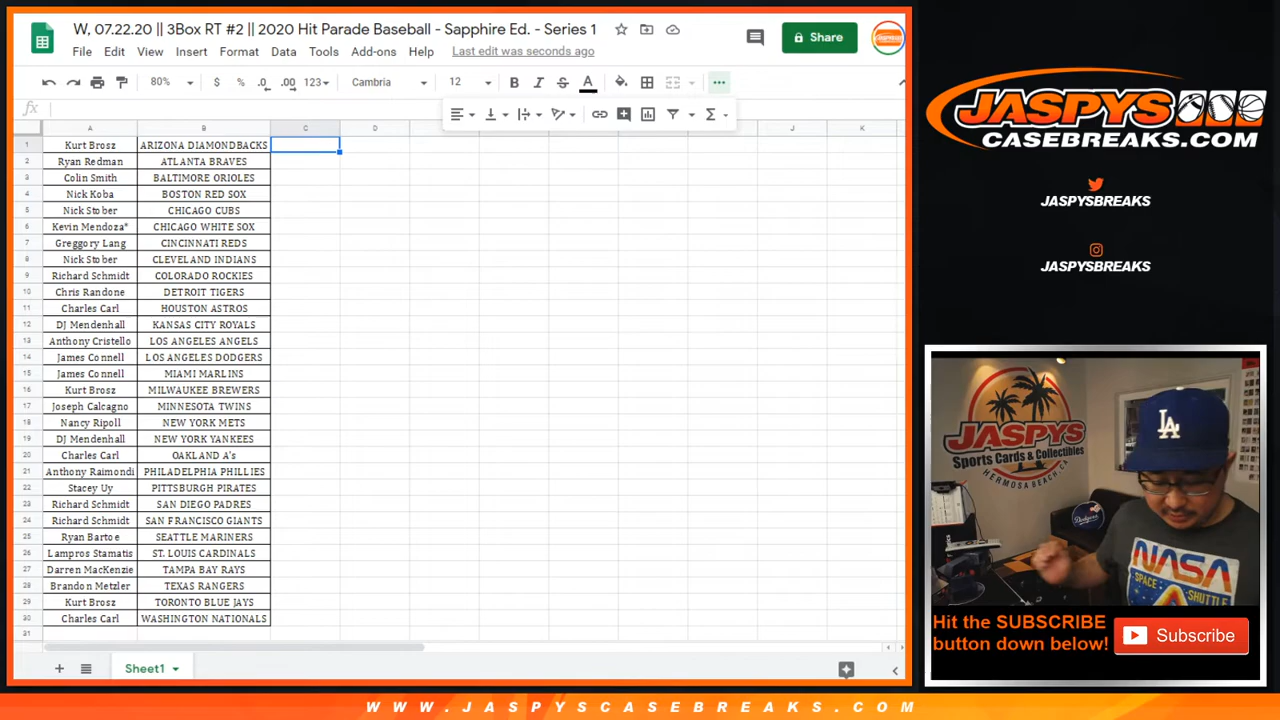 W, 07.22.20 || 3Box RT #2 || 2020 Hit Parade Baseball - Sapphire Ed. - Series 1
Share
File Edit View Insert Format Data Tools Add-ons Help Last edit was seconds ago
80% $ % .0 .00 123 Cambria 12 B I S A
fx
A B C D J K
1 Kurt Brosz ARIZONA DIAMONDBACKS
2 Ryan Redman ATLANTA BRAVES
3 Colin Smith BALTIMORE ORIOLES
4 Nick Koba BOSTON RED SOX
5 Nick Stober CHICAGO CUBS
6 Kevin Mendoza* CHICAGO WHITE SOX
7 Greggory Lang CINCINNATI REDS
8 Nick Stober CLEVELAND INDIANS
9 Richard Schmidt COLORADO ROCKIES
10 Chris Randone DETROIT TIGERS
11 Charles Carl HOUSTON ASTROS
12 DJ Mendenhall KANSAS CITY ROYALS
13 Anthony Cristello LOS ANGELES ANGELS
14 James Connell LOS ANGELES DODGERS
15 James Connell MIAMI MARLINS
16 Kurt Brosz MILWAUKEE BREWERS
17 Joseph Calcagno MINNESOTA TWINS
18 Nancy Ripoll NEW YORK METS
19 DJ Mendenhall NEW YORK YANKEES
20 Charles Carl OAKLAND A's
21 Anthony Raimondi PHILADELPHIA PHILLIES
22 Stacey Uy PITTSBURGH PIRATES
23 Richard Schmidt SAN DIEGO PADRES
24 Richard Schmidt SAN FRANCISCO GIANTS
25 Ryan Bartoe SEATTLE MARINERS
26 Lampros Stamatis ST. LOUIS CARDINALS
27 Darren MacKenzie TAMPA BAY RAYS
28 Brandon Metzler TEXAS RANGERS
29 Kurt Brosz TORONTO BLUE JAYS
30 Charles Carl WASHINGTON NATIONALS
31
Sheet1
JASPYS
CASEBREAKS.COM
JASPYSBREAKS
JASPYSBREAKS
JASPYS
Sports Cards & Collectibles
HERMOSA BEACH, CA
Dodgers
LA
NASA
SPACE SHUTTLE
Hit the SUBSCRIBE
button down below!
Subscribe
WWW.JASPYSCASEBREAKS.COM